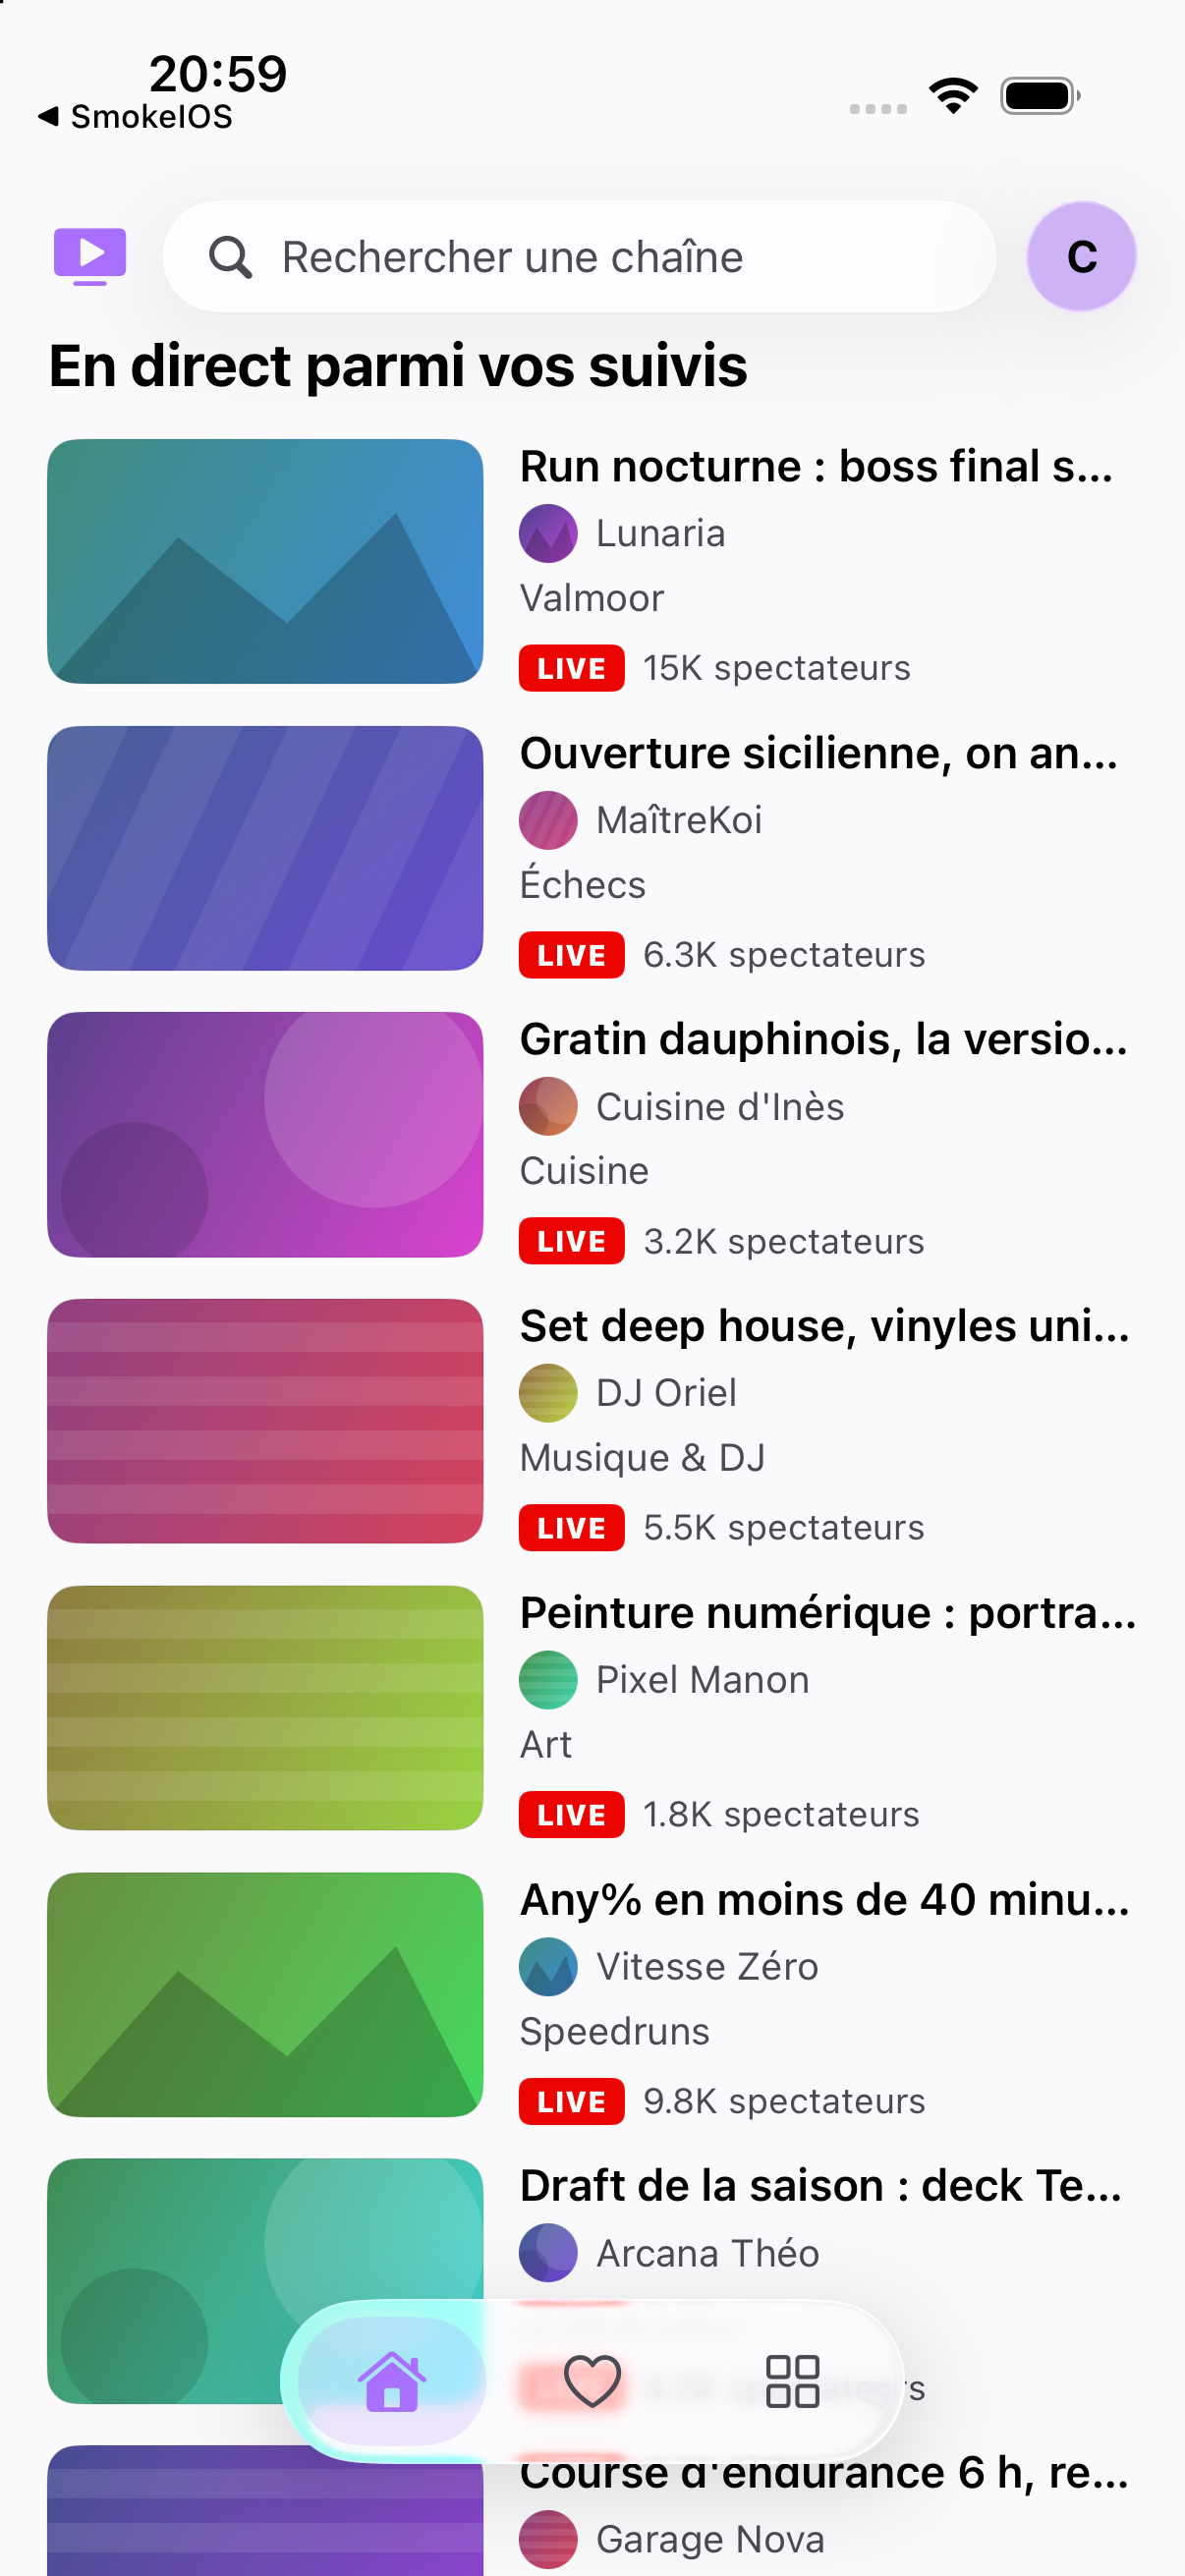 20:59
◀ SmokeIOS
Rechercher une chaîne
C
En direct parmi vos suivis
Run nocturne : boss final s...
Lunaria
Valmoor
LIVE 15K spectateurs
Ouverture sicilienne, on an...
MaîtreKoi
Échecs
LIVE 6.3K spectateurs
Gratin dauphinois, la versio...
Cuisine d'Inès
Cuisine
LIVE 3.2K spectateurs
Set deep house, vinyles uni...
DJ Oriel
Musique & DJ
LIVE 5.5K spectateurs
Peinture numérique : portra...
Pixel Manon
Art
LIVE 1.8K spectateurs
Any% en moins de 40 minu...
Vitesse Zéro
Speedruns
LIVE 9.8K spectateurs
Draft de la saison : deck Te...
Arcana Théo
Course d'endurance 6 h, re...
Garage Nova